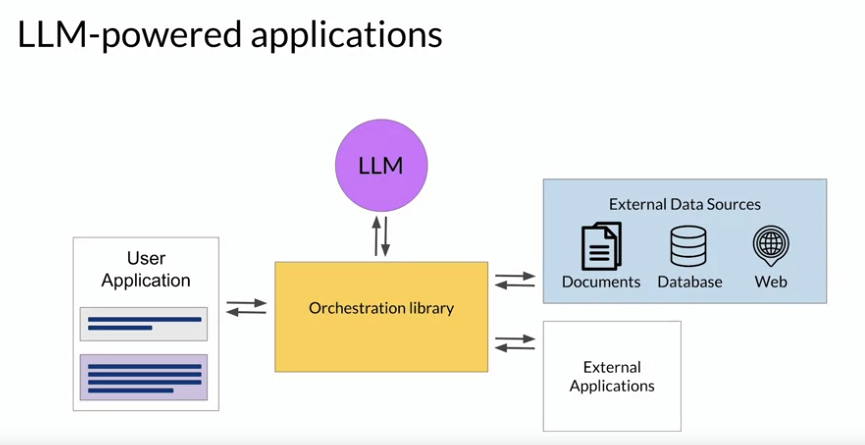 LLM-powered applications
LLM
User
Application
Orchestration library
External Data Sources
Documents Database Web
External
Applications